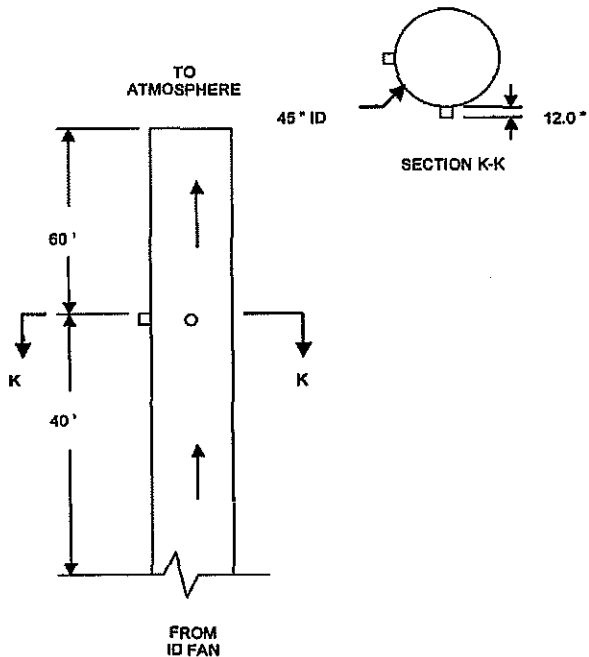 TO
ATMOSPHERE
45 " ID
12.0 "
SECTION K-K
60 '
K
K
40 '
FROM
ID FAN